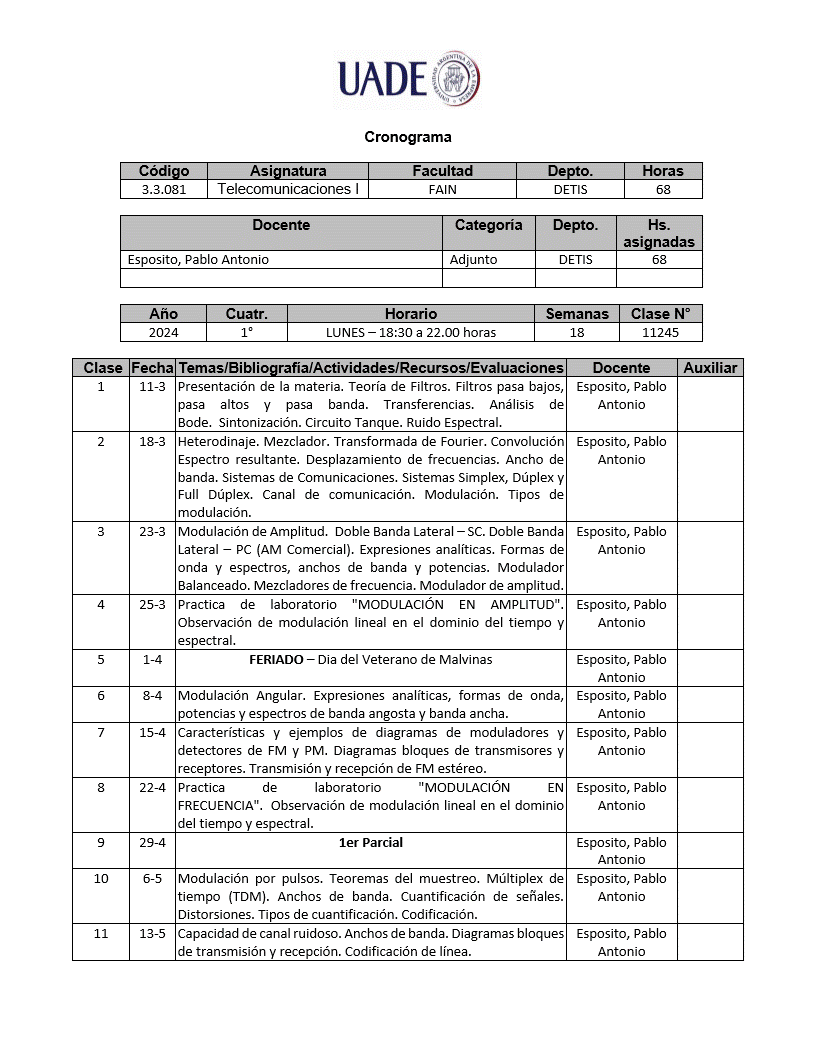 UADE
UNIVERSIDAD ARGENTINA DE LA EMPRESA
Cronograma
Código Asignatura Facultad Depto. Horas
3.3.081 Telecomunicaciones I FAIN DETIS 68
Docente Categoría Depto. Hs. asignadas
Esposito, Pablo Antonio Adjunto DETIS 68
Año Cuatr. Horario Semanas Clase N°
2024 1° LUNES – 18:30 a 22.00 horas 18 11245
Clase Fecha Temas/Bibliografía/Actividades/Recursos/Evaluaciones Docente Auxiliar
1 11-3 Presentación de la materia. Teoría de Filtros. Filtros pasa bajos, Esposito, Pablo
pasa altos y pasa banda. Transferencias. Análisis de Antonio
Bode. Sintonización. Circuito Tanque. Ruido Espectral.
2 18-3 Heterodinaje. Mezclador. Transformada de Fourier. Convolución Esposito, Pablo
Espectro resultante. Desplazamiento de frecuencias. Ancho de Antonio
banda. Sistemas de Comunicaciones. Sistemas Simplex, Dúplex y
Full Dúplex. Canal de comunicación. Modulación. Tipos de
modulación.
3 23-3 Modulación de Amplitud. Doble Banda Lateral – SC. Doble Banda Esposito, Pablo
Lateral – PC (AM Comercial). Expresiones analíticas. Formas de Antonio
onda y espectros, anchos de banda y potencias. Modulador
Balanceado. Mezcladores de frecuencia. Modulador de amplitud.
4 25-3 Practica de laboratorio "MODULACIÓN EN AMPLITUD". Esposito, Pablo
Observación de modulación lineal en el dominio del tiempo y Antonio
espectral.
5 1-4 FERIADO – Dia del Veterano de Malvinas Esposito, Pablo
Antonio
6 8-4 Modulación Angular. Expresiones analíticas, formas de onda, Esposito, Pablo
potencias y espectros de banda angosta y banda ancha. Antonio
7 15-4 Características y ejemplos de diagramas de moduladores y Esposito, Pablo
detectores de FM y PM. Diagramas bloques de transmisores y Antonio
receptores. Transmisión y recepción de FM estéreo.
8 22-4 Practica de laboratorio "MODULACIÓN EN Esposito, Pablo
FRECUENCIA". Observación de modulación lineal en el dominio Antonio
del tiempo y espectral.
9 29-4 1er Parcial Esposito, Pablo
Antonio
10 6-5 Modulación por pulsos. Teoremas del muestreo. Múltiplex de Esposito, Pablo
tiempo (TDM). Anchos de banda. Cuantificación de señales. Antonio
Distorsiones. Tipos de cuantificación. Codificación.
11 13-5 Capacidad de canal ruidoso. Anchos de banda. Diagramas bloques Esposito, Pablo
de transmisión y recepción. Codificación de línea. Antonio